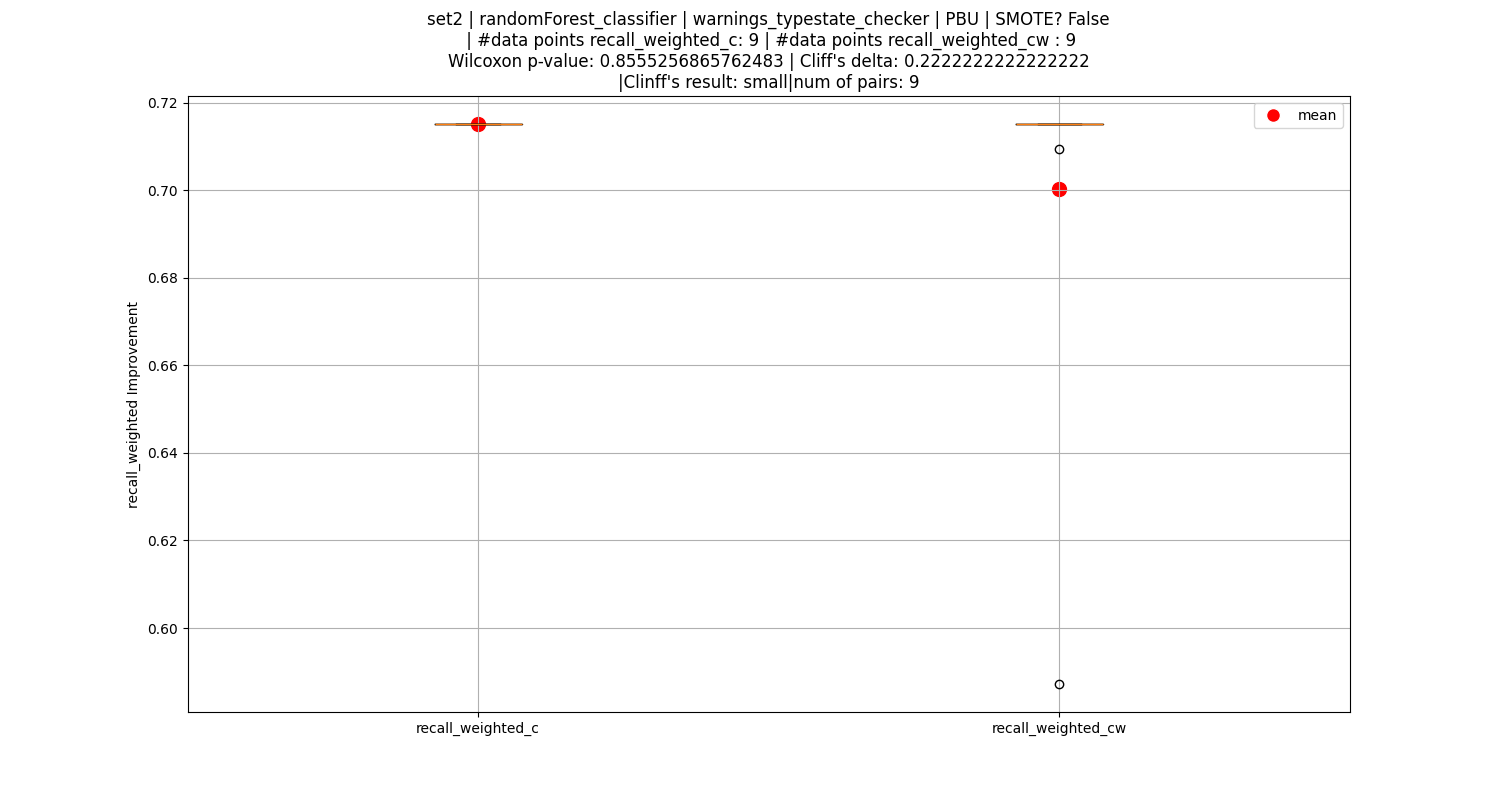 set2 | randomForest_classifier | warnings_typestate_checker | PBU | SMOTE? False
| #data points recall_weighted_c: 9 | #data points recall_weighted_cw : 9
Wilcoxon p-value: 0.8555256865762483 | Cliff's delta: 0.2222222222222222
|Clinff's result: small|num of pairs: 9
mean
0.72
0.70
0.68
0.66
0.64
0.62
0.60
recall_weighted Improvement
recall_weighted_c
recall_weighted_cw